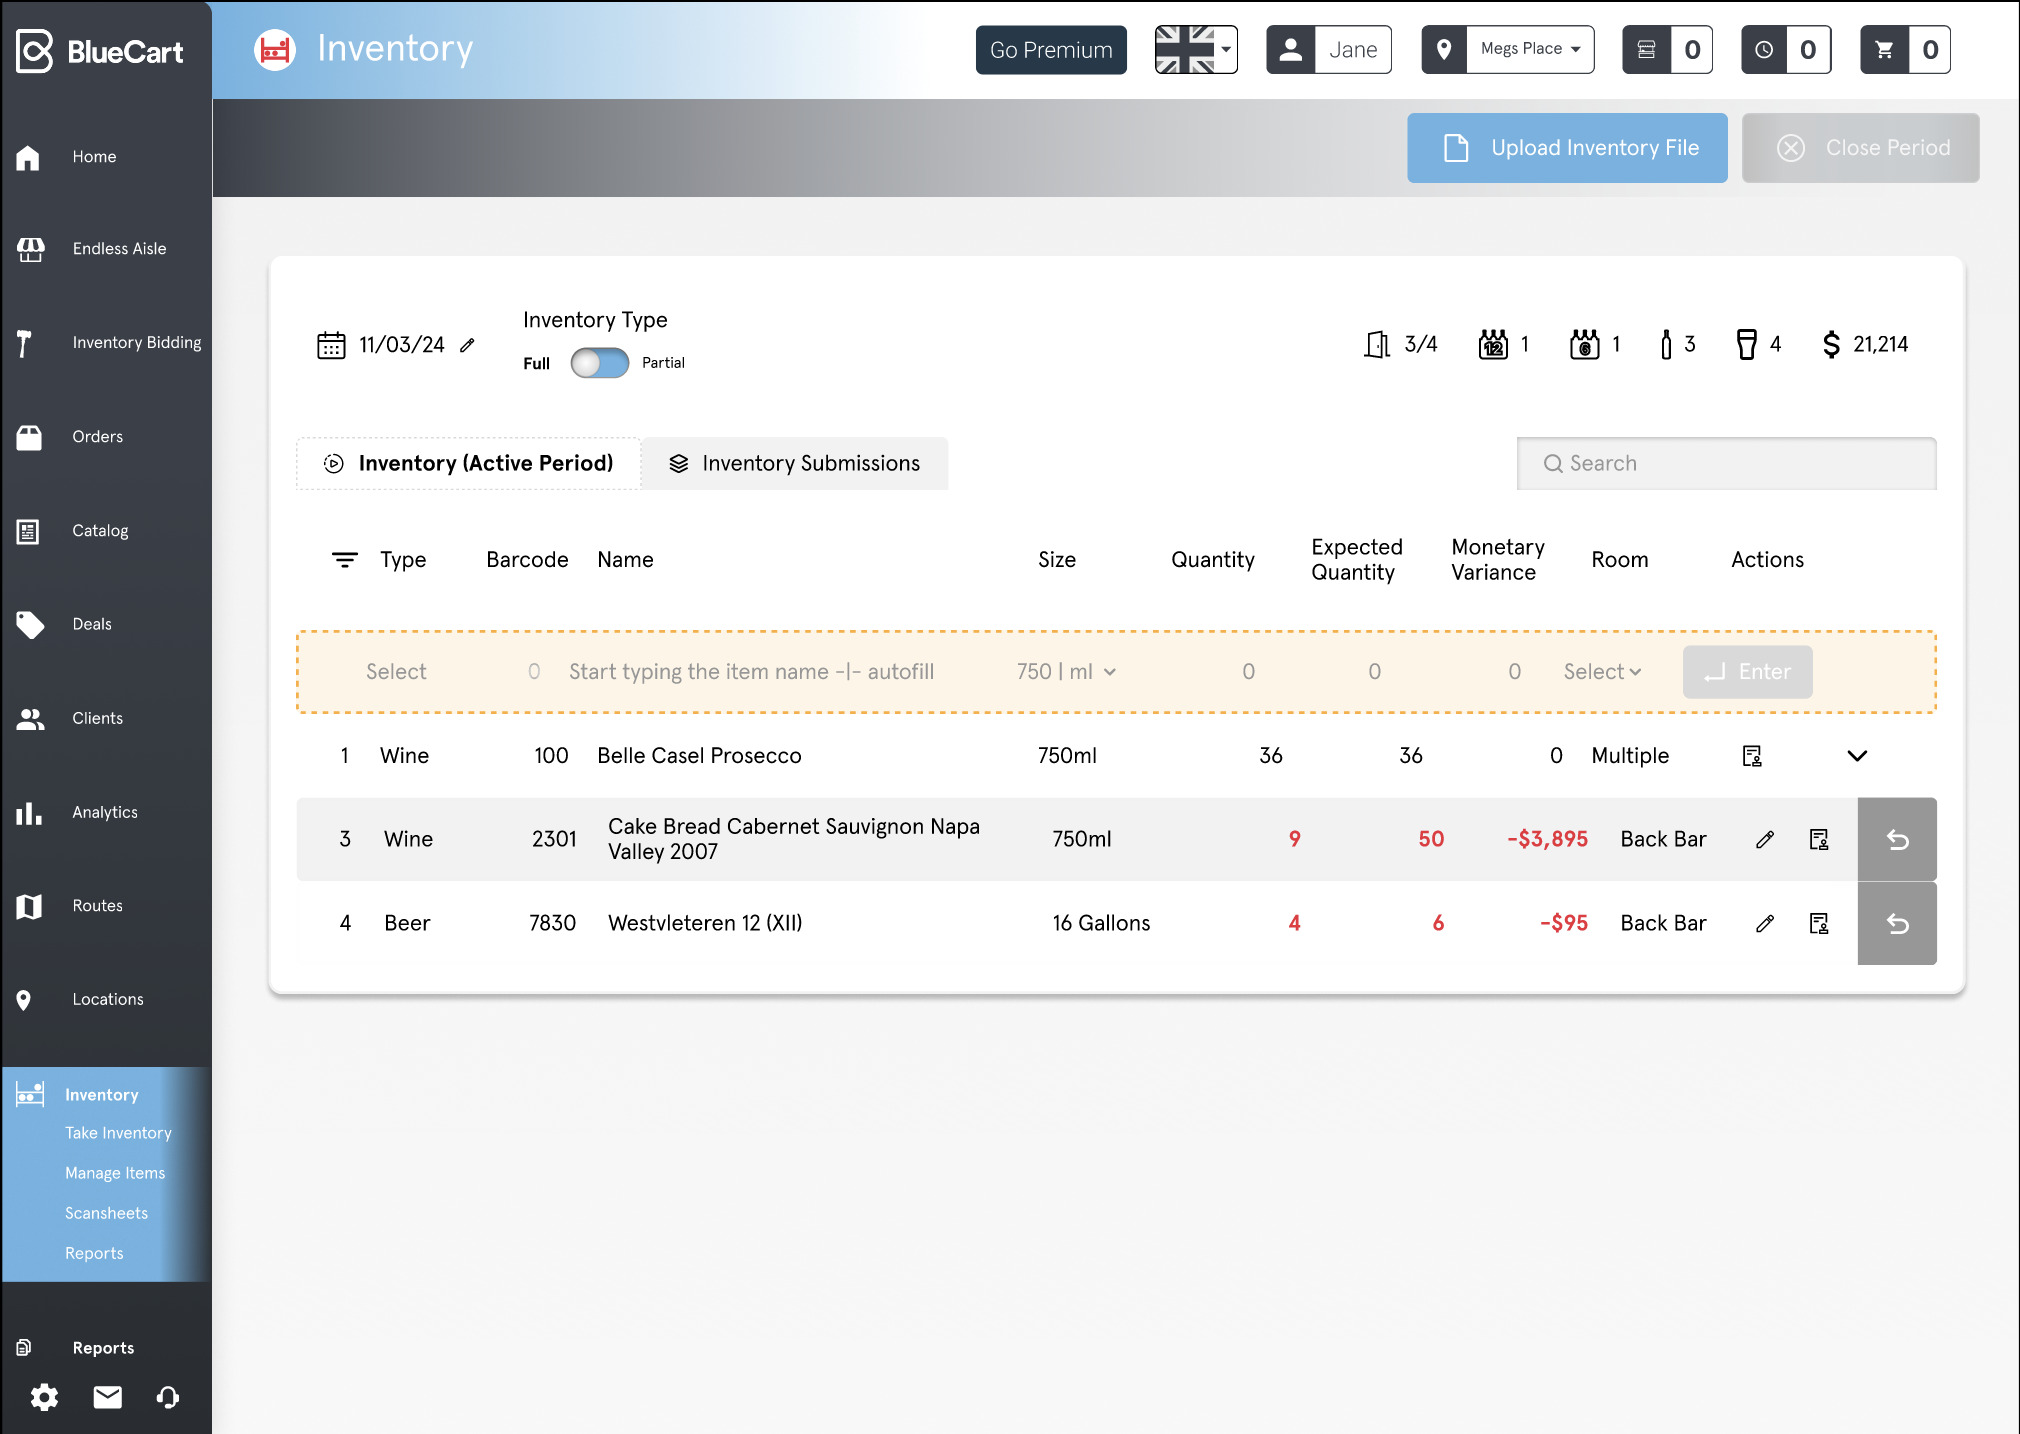 BlueCart
Inventory
Go Premium
Jane
Megs Place
0
0
0
Upload Inventory File
Close Period
Home
Endless Aisle
Inventory Bidding
Orders
Catalog
Deals
Clients
Analytics
Routes
Locations
Inventory
Take Inventory
Manage Items
Scansheets
Reports
Reports
11/03/24
Inventory Type
Full
Partial
3/4
12
1
6
1
3
4
$ 21,214
Inventory (Active Period)
Inventory Submissions
Search
Type Barcode Name Size Quantity Expected Quantity Monetary Variance Room Actions
Select 0 Start typing the item name -|- autofill 750 | ml 0 0 0 Select Enter
1 Wine 100 Belle Casel Prosecco 750ml 36 36 0 Multiple
3 Wine 2301 Cake Bread Cabernet Sauvignon Napa Valley 2007 750ml 9 50 -$3,895 Back Bar
4 Beer 7830 Westvleteren 12 (XII) 16 Gallons 4 6 -$95 Back Bar